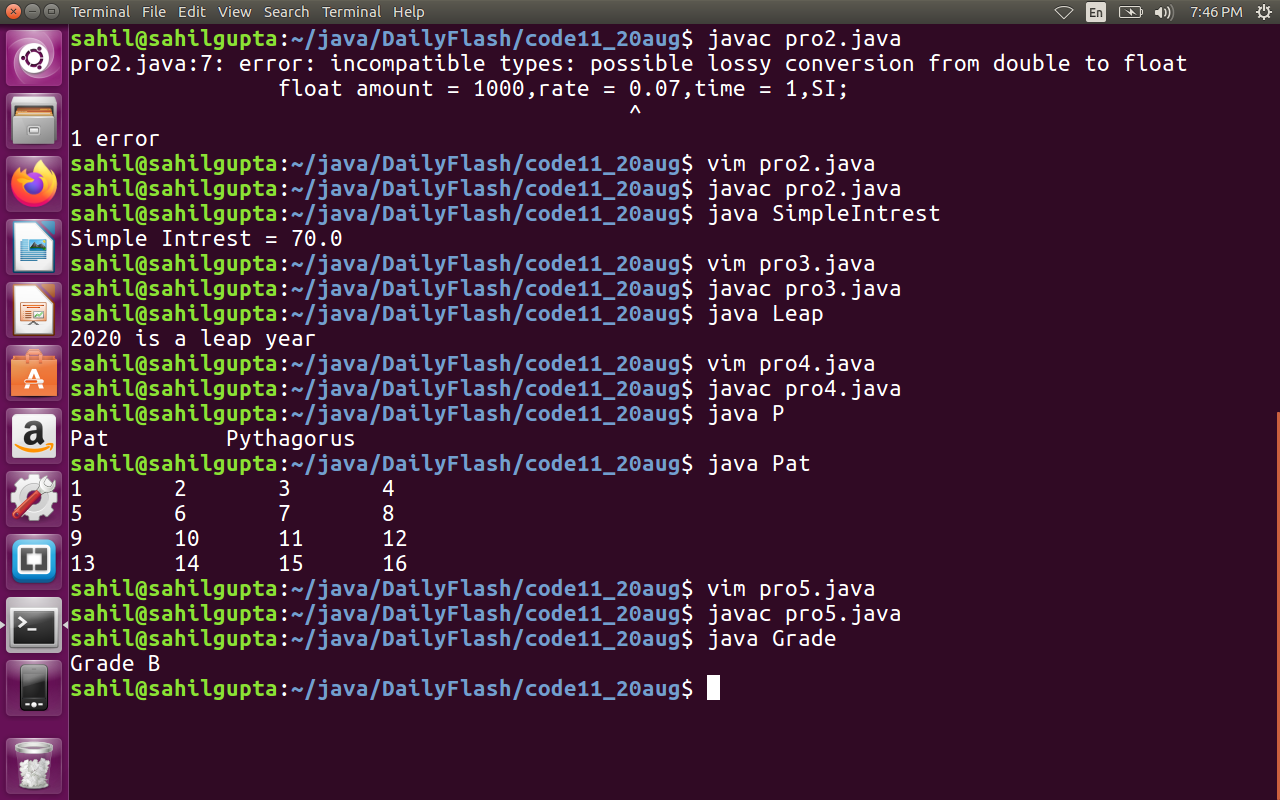 Terminal File Edit View Search Terminal Help En 7:46 PM
sahil@sahilgupta:~/java/DailyFlash/code11_20aug$ javac pro2.java
pro2.java:7: error: incompatible types: possible lossy conversion from double to float
                float amount = 1000,rate = 0.07,time = 1,SI;
                                           ^
1 error
sahil@sahilgupta:~/java/DailyFlash/code11_20aug$ vim pro2.java
sahil@sahilgupta:~/java/DailyFlash/code11_20aug$ javac pro2.java
sahil@sahilgupta:~/java/DailyFlash/code11_20aug$ java SimpleIntrest
Simple Intrest = 70.0
sahil@sahilgupta:~/java/DailyFlash/code11_20aug$ vim pro3.java
sahil@sahilgupta:~/java/DailyFlash/code11_20aug$ javac pro3.java
sahil@sahilgupta:~/java/DailyFlash/code11_20aug$ java Leap
2020 is a leap year
sahil@sahilgupta:~/java/DailyFlash/code11_20aug$ vim pro4.java
sahil@sahilgupta:~/java/DailyFlash/code11_20aug$ javac pro4.java
sahil@sahilgupta:~/java/DailyFlash/code11_20aug$ java P
Pat         Pythagorus
sahil@sahilgupta:~/java/DailyFlash/code11_20aug$ java Pat
1       2       3       4
5       6       7       8
9       10      11      12
13      14      15      16
sahil@sahilgupta:~/java/DailyFlash/code11_20aug$ vim pro5.java
sahil@sahilgupta:~/java/DailyFlash/code11_20aug$ javac pro5.java
sahil@sahilgupta:~/java/DailyFlash/code11_20aug$ java Grade
Grade B
sahil@sahilgupta:~/java/DailyFlash/code11_20aug$